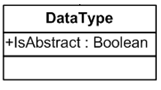 DataType
+IsAbstract : Boolean